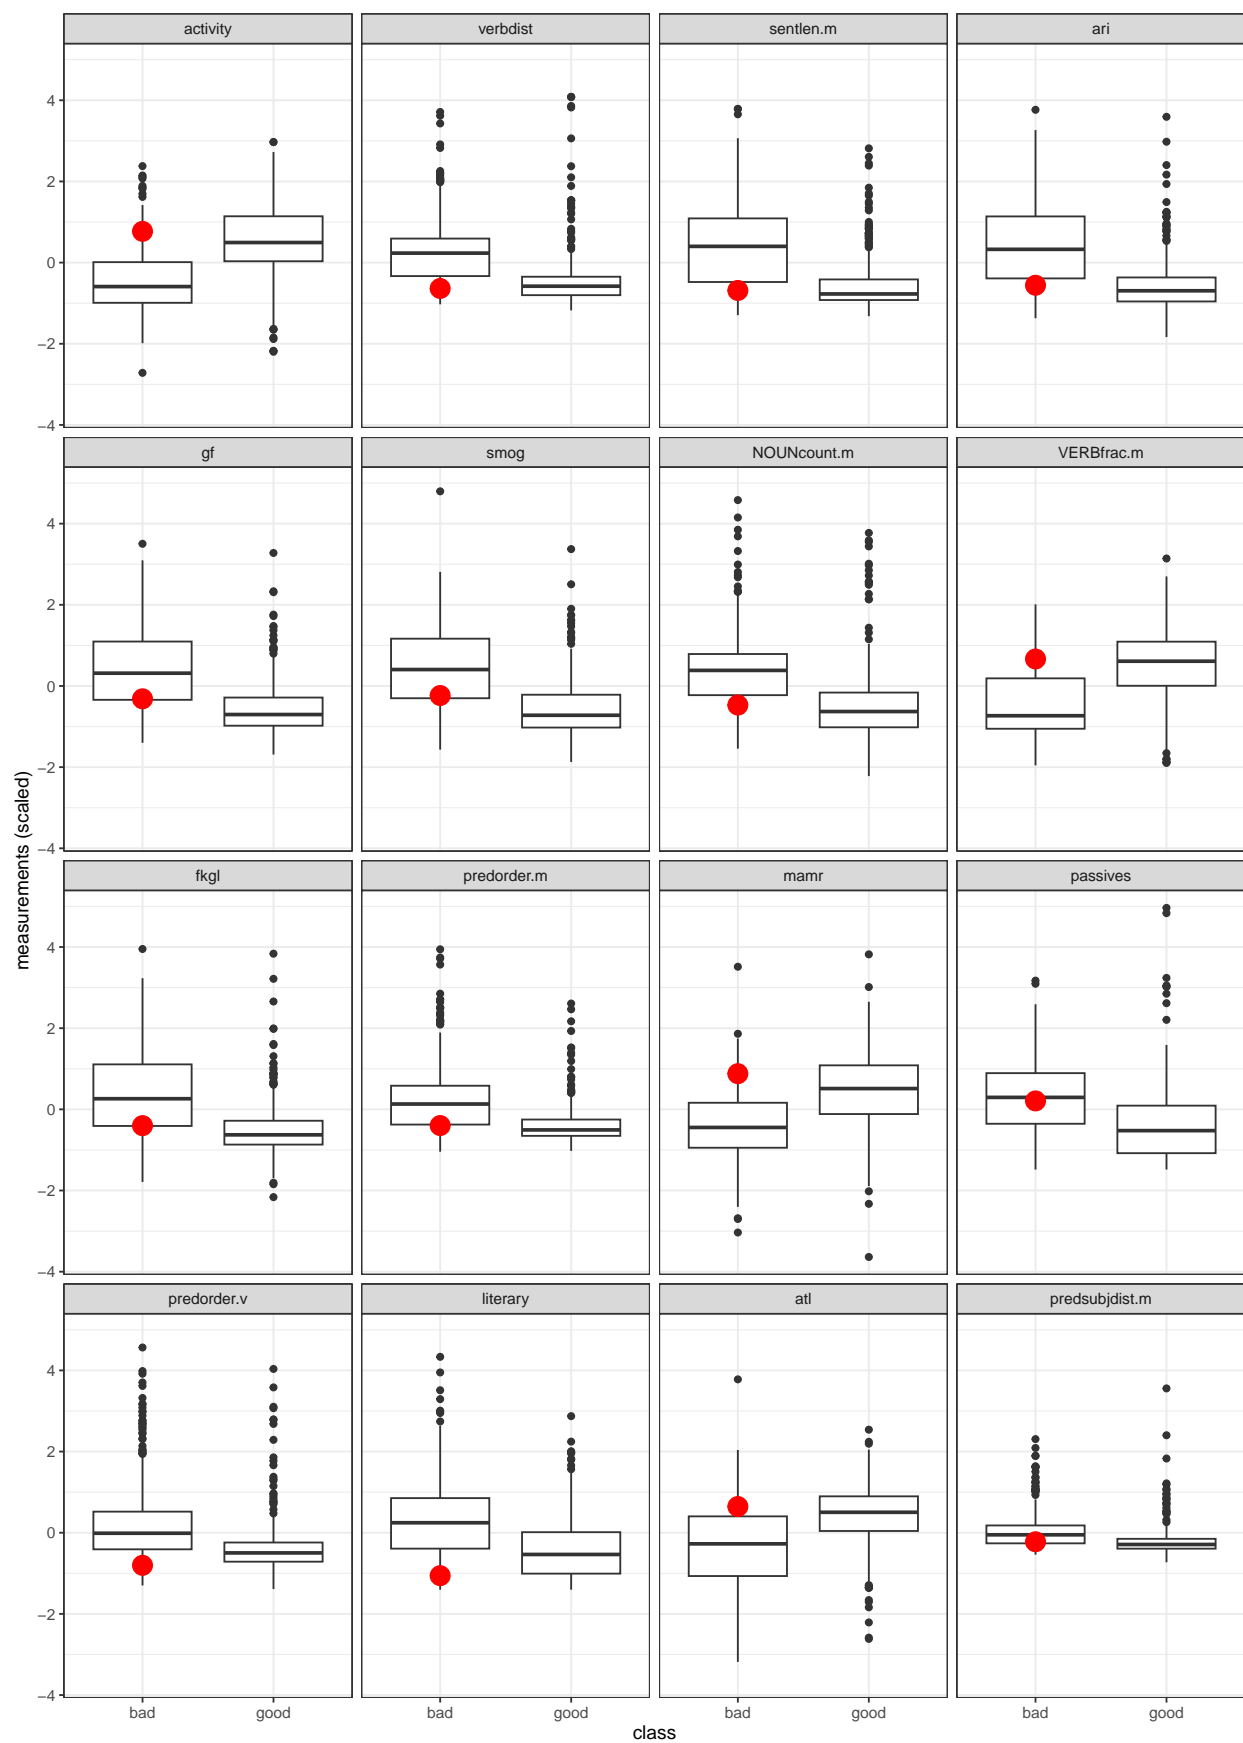 activity verbdist sentlen.m ari
4
2
0
−2
−4
gf smog NOUNcount.m VERBfrac.m
4
2
0
−2
−4
measurements (scaled)
fkgl predorder.m mamr passives
4
2
0
−2
−4
predorder.v literary atl predsubjdist.m
4
2
0
−2
−4
bad good bad good bad good bad good
class